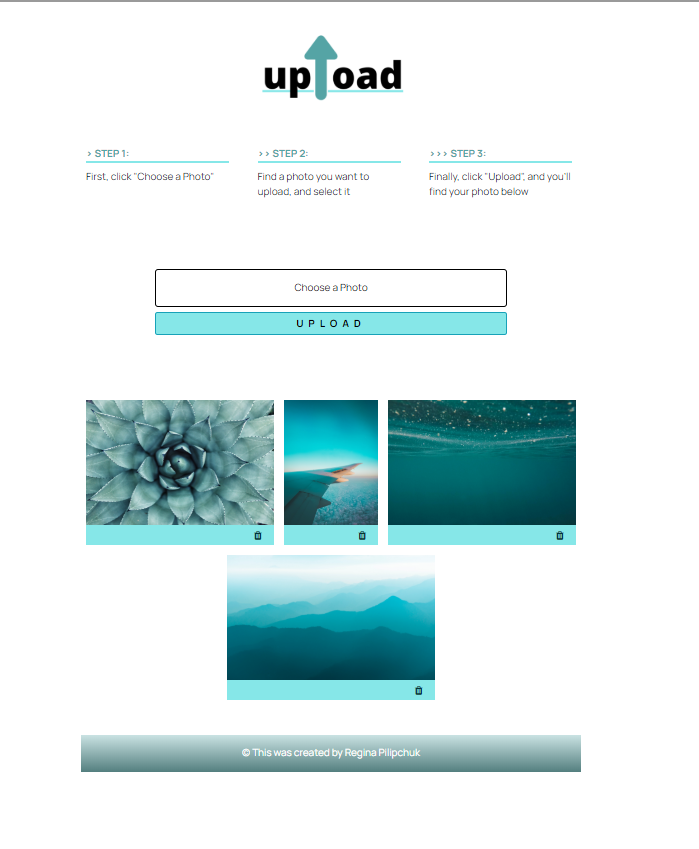 upload
> STEP 1:
First, click "Choose a Photo"
>> STEP 2:
Find a photo you want to
upload, and select it
>>> STEP 3:
Finally, click "Upload", and you'll
find your photo below
Choose a Photo
UPLOAD
© This was created by Regina Pilipchuk